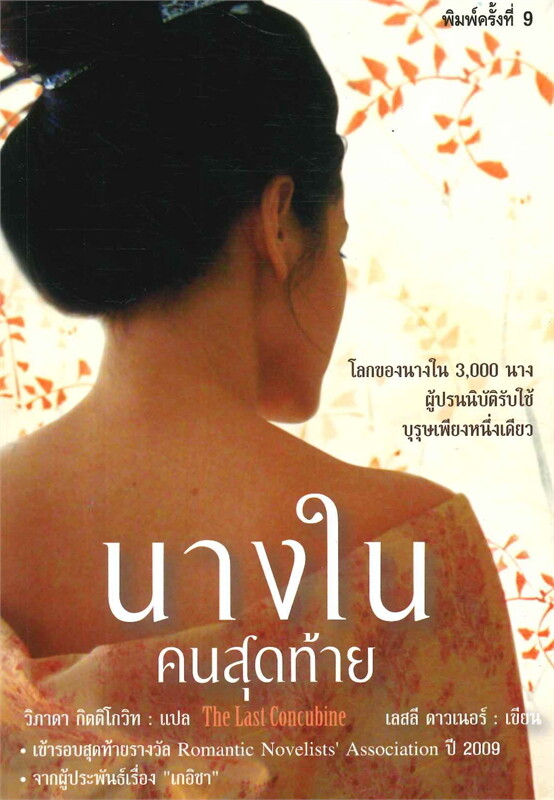 พิมพ์ครั้งที่ 9
โลกของนางใน 3,000 นาง
ผู้ปรนนิบัติรับใช้
บุรุษเพียงหนึ่งเดียว
นางใน
คนสุดท้าย
วิภาดา กิตติโกวิท : แปล The Last Concubine เลสลี ดาวเนอร์ : เขียน
• เข้ารอบสุดท้ายรางวัล Romantic Novelists' Association ปี 2009
• จากผู้ประพันธ์เรื่อง "เกอิชา"